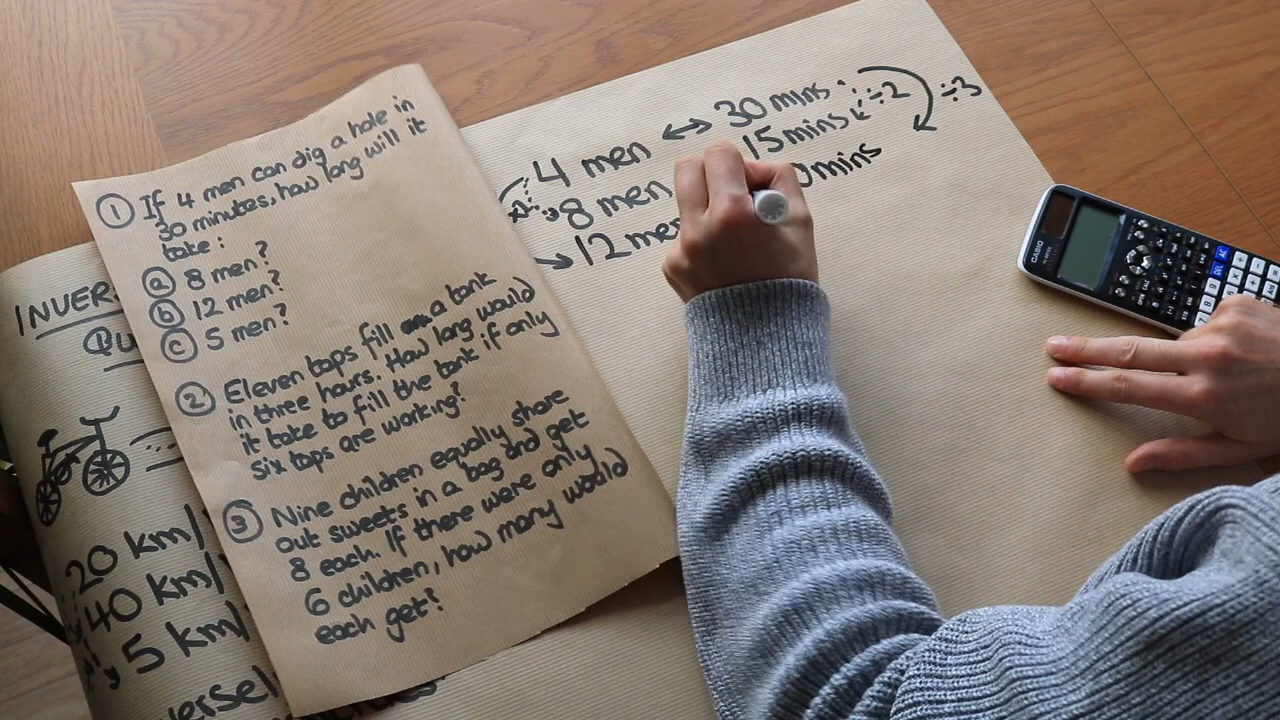 INVER
QU
20 km/
40 km/
5 km/
① If 4 men can dig a hole in
30 minutes, how long will it
take:
ⓐ 8 men?
ⓑ 12 men?
ⓒ 5 men?
② Eleven taps fill a tank
in three hours. How long would
it take to fill the tank if only
six taps are working?
③ Nine children equally share
out sweets in a bag and get
8 each. If there were only
6 children, how many would
each get?
4 men ↔ 30 mins
÷2 ÷3
x2 8 men 15 mins
12 men 0mins
CASIO